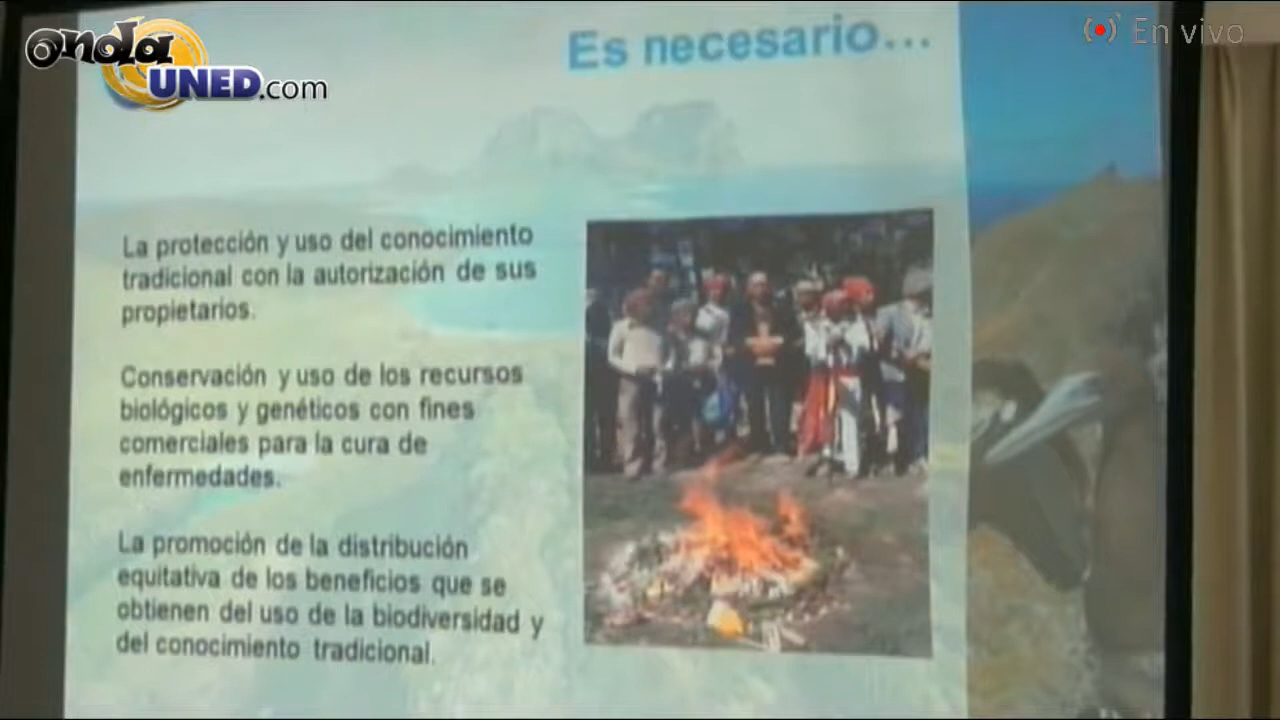 onda
UNED.com
En vivo
Es necesario...
La protección y uso del conocimiento
tradicional con la autorización de sus
propietarios.
Conservación y uso de los recursos
biológicos y genéticos con fines
comerciales para la cura de
enfermedades.
La promoción de la distribución
equitativa de los beneficios que se
obtienen del uso de la biodiversidad y
del conocimiento tradicional.